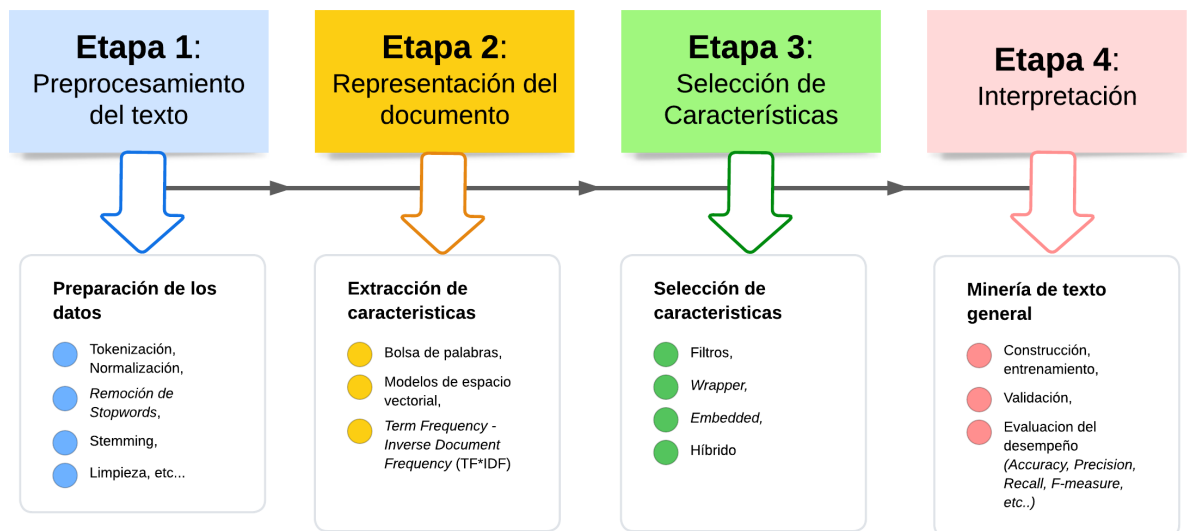 Etapa 1:
Preprocesamiento
del texto
Etapa 2:
Representación del
documento
Etapa 3:
Selección de
Características
Etapa 4:
Interpretación
Preparación de los
datos
Tokenización,
Normalización,
Remoción de
Stopwords,
Stemming,
Limpieza, etc...
Extracción de
caracteristicas
Bolsa de palabras,
Modelos de espacio
vectorial,
Term Frequency -
Inverse Document
Frequency (TF*IDF)
Selección de
caracteristicas
Filtros,
Wrapper,
Embedded,
Híbrido
Minería de texto
general
Construcción,
entrenamiento,
Validación,
Evaluacion del
desempeño
(Accuracy, Precision,
Recall, F-measure,
etc..)